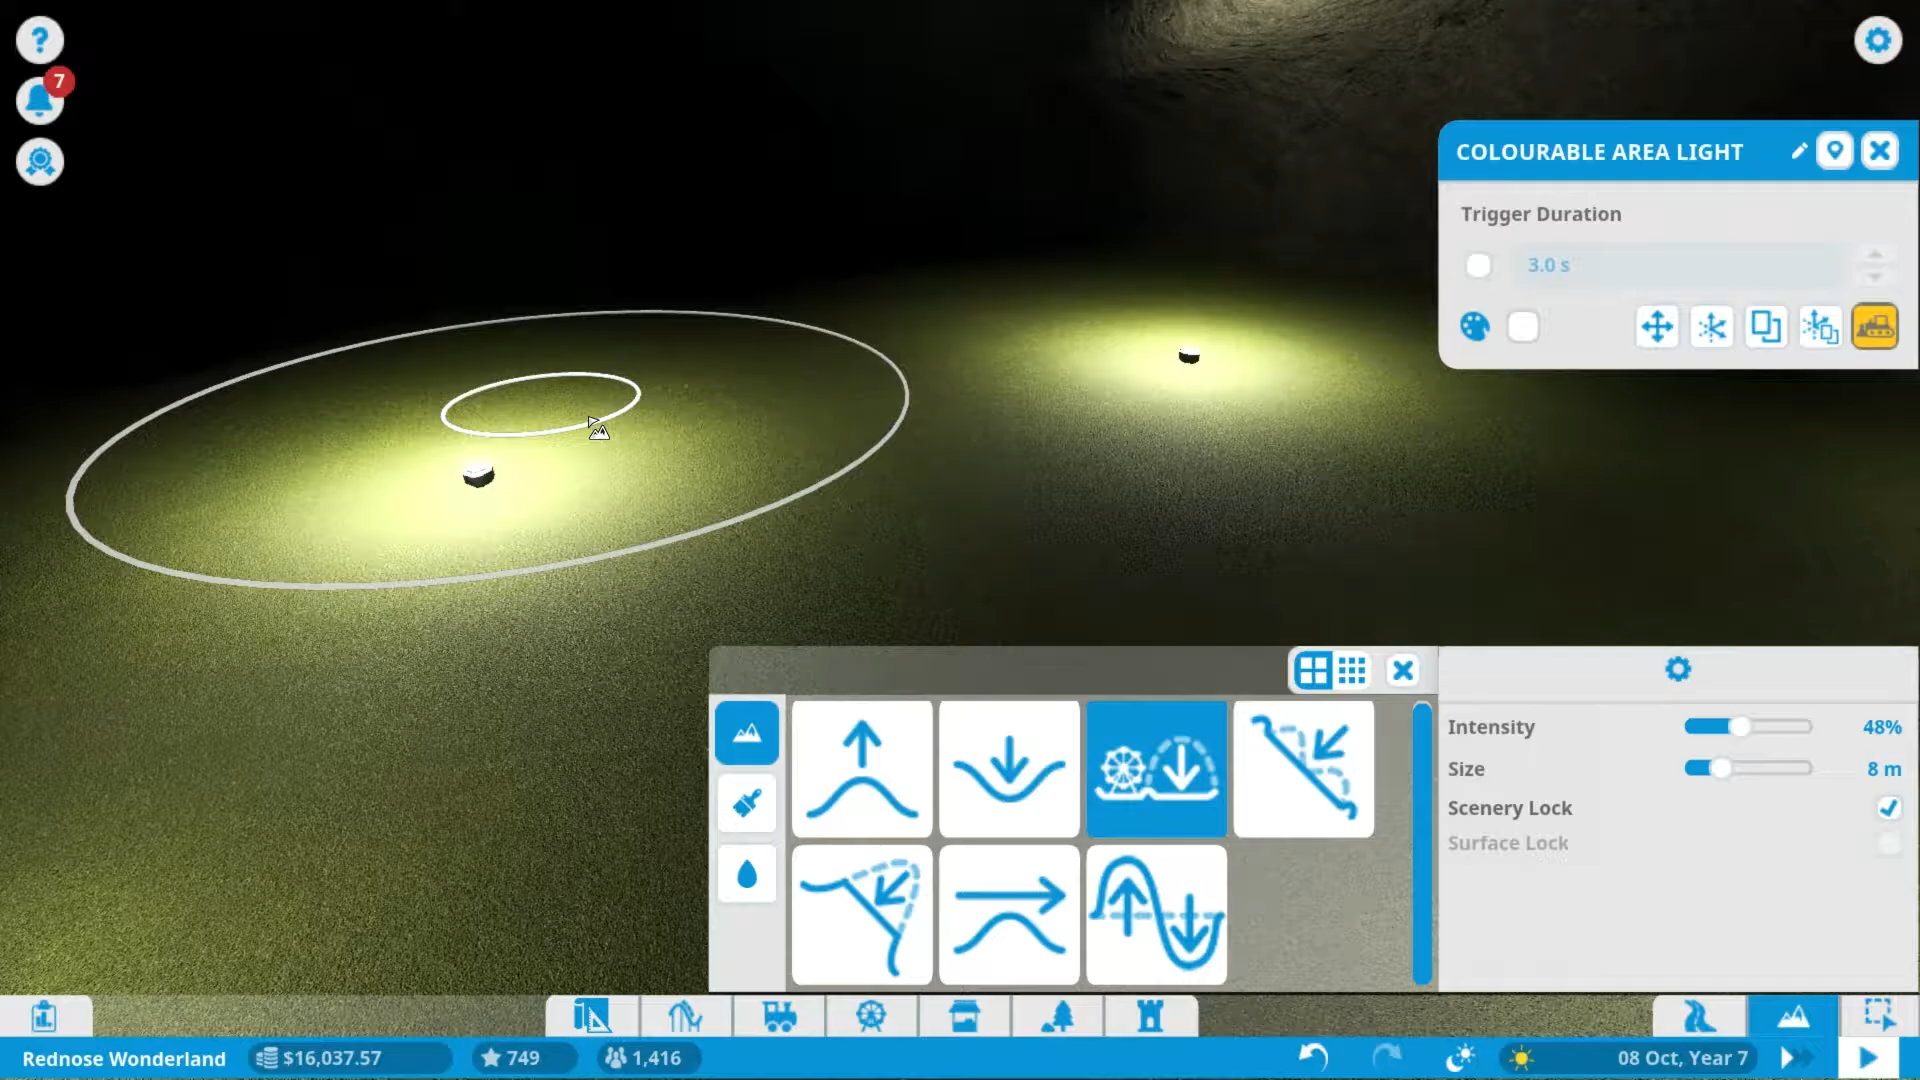 ?
7
COLOURABLE AREA LIGHT
Trigger Duration
3.0 s
Intensity
48%
Size
8 m
Scenery Lock
Surface Lock
Rednose Wonderland
$16,037.57
749
1,416
08 Oct, Year 7